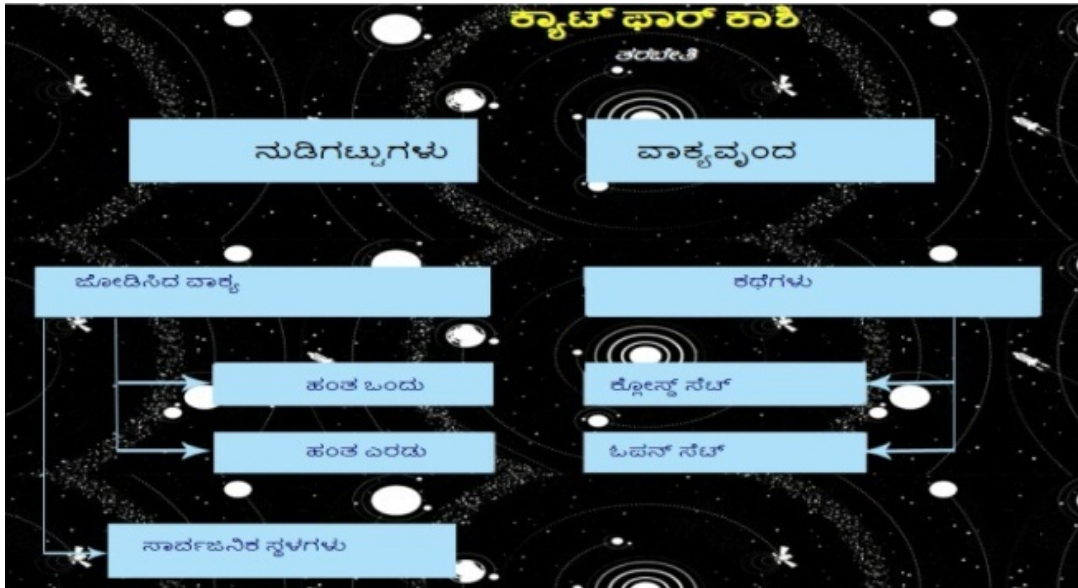 ಕ್ಯಾಟ್ ಫಾರ್ ಕಾಶಿ
ತರಬೇತಿ
ನುಡಿಗಟ್ಟುಗಳು
ವಾಕ್ಯವೃಂದ
ಜೋಡಿಸಿದ ವಾಕ್ಯ
ಕಥೆಗಳು
ಹಂತ ಒಂದು
ಕ್ಲೋಸ್ಡ್ ಸೆಟ್
ಹಂತ ಎರಡು
ಓಪನ್ ಸೆಟ್
ಸಾರ್ವಜನಿಕ ಸ್ಥಳಗಳು